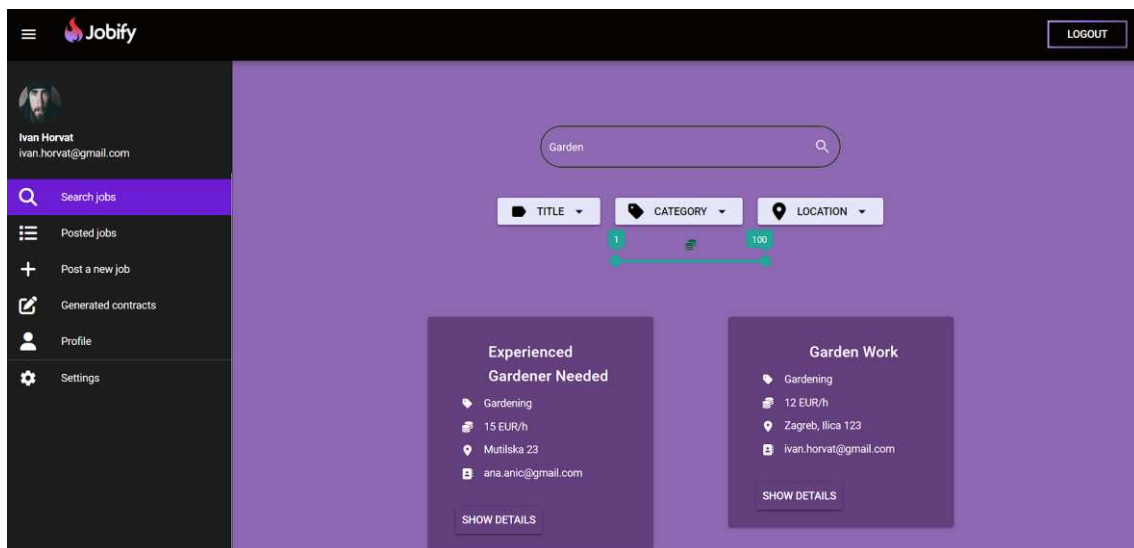 Jobify
LOGOUT
Ivan Horvat
ivan.horvat@gmail.com
Search jobs
Posted jobs
Post a new job
Generated contracts
Profile
Settings
Garden
TITLE
CATEGORY
LOCATION
1
100
Experienced
Gardener Needed
Gardening
15 EUR/h
Mutilska 23
ana.anic@gmail.com
SHOW DETAILS
Garden Work
Gardening
12 EUR/h
Zagreb, Ilica 123
ivan.horvat@gmail.com
SHOW DETAILS